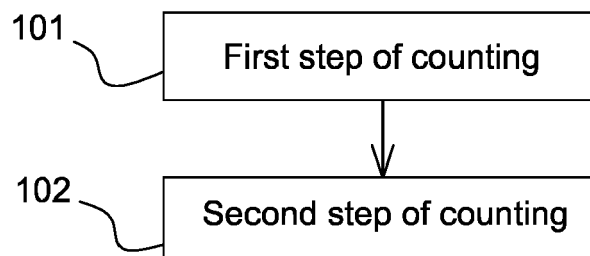 101
First step of counting
102
Second step of counting